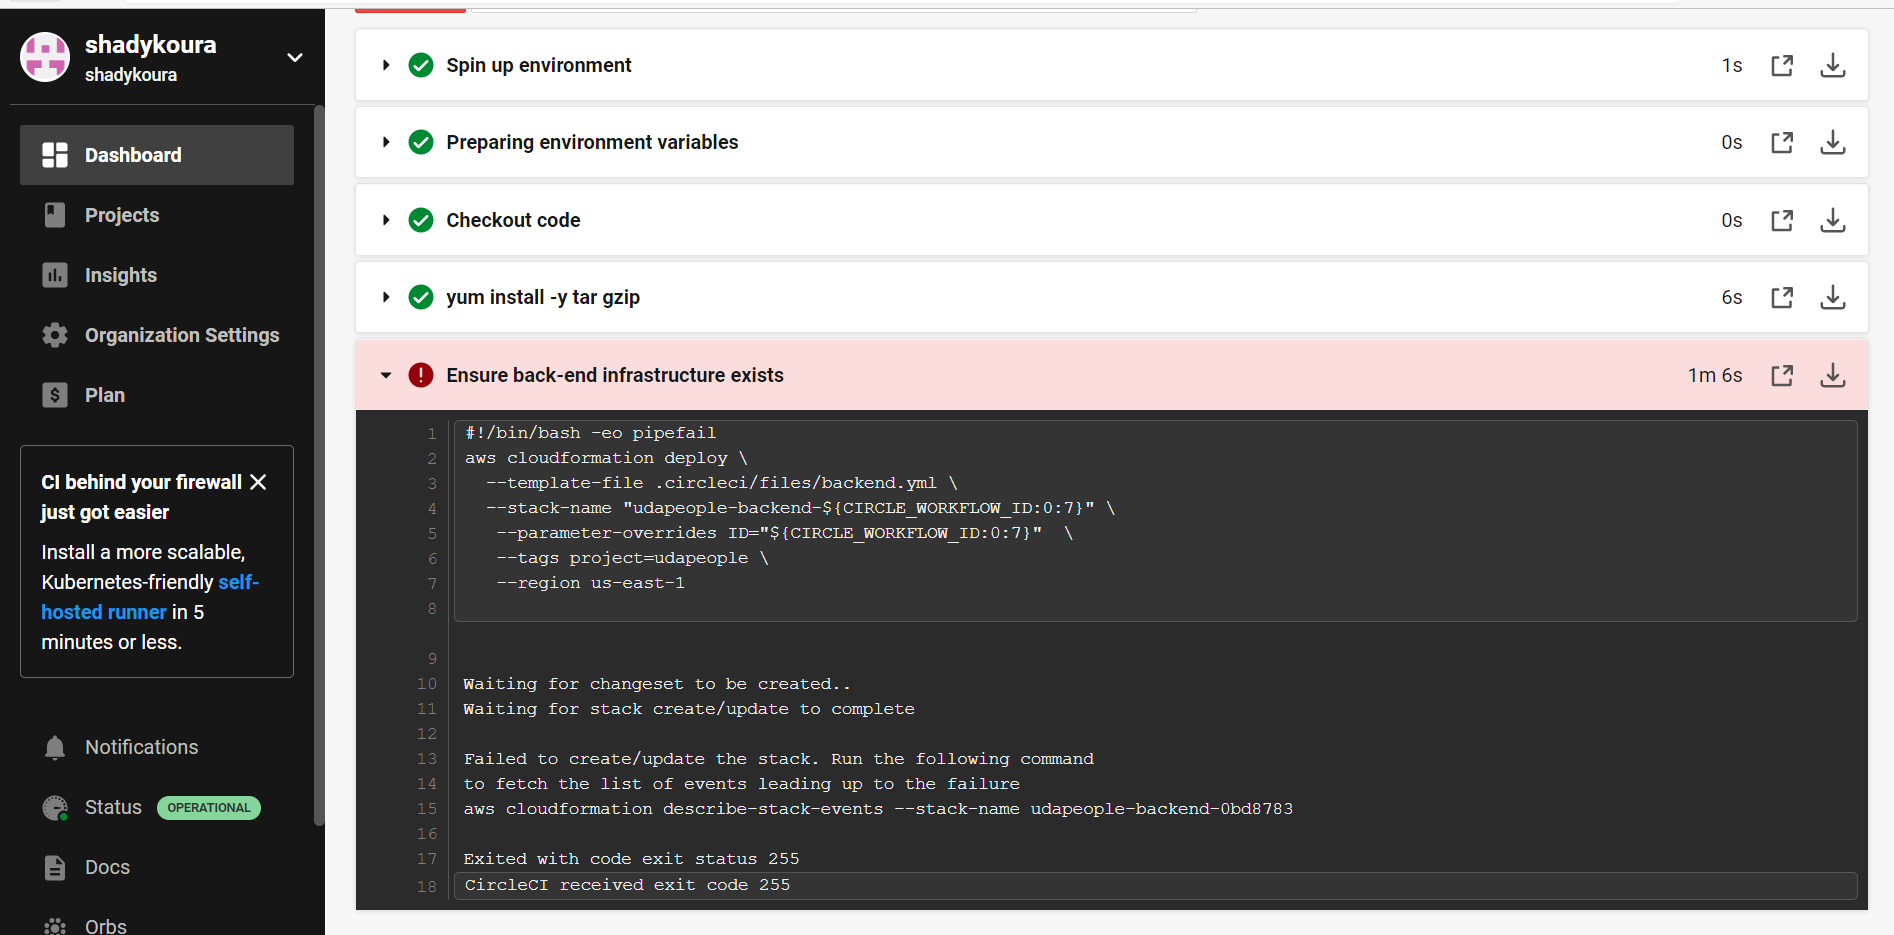 shadykoura
shadykoura
Dashboard
Projects
Insights
Organization Settings
Plan
CI behind your firewall
just got easier
Install a more scalable,
Kubernetes-friendly self-
hosted runner in 5
minutes or less.
Notifications
Status OPERATIONAL
Docs
Orbs
Spin up environment 1s
Preparing environment variables 0s
Checkout code 0s
yum install -y tar gzip 6s
Ensure back-end infrastructure exists 1m 6s
1 #!/bin/bash -eo pipefail
2 aws cloudformation deploy \
3 --template-file .circleci/files/backend.yml \
4 --stack-name "udapeople-backend-${CIRCLE_WORKFLOW_ID:0:7}" \
5 --parameter-overrides ID="${CIRCLE_WORKFLOW_ID:0:7}" \
6 --tags project=udapeople \
7 --region us-east-1
8
9
10 Waiting for changeset to be created..
11 Waiting for stack create/update to complete
12
13 Failed to create/update the stack. Run the following command
14 to fetch the list of events leading up to the failure
15 aws cloudformation describe-stack-events --stack-name udapeople-backend-0bd8783
16
17 Exited with code exit status 255
18 CircleCI received exit code 255